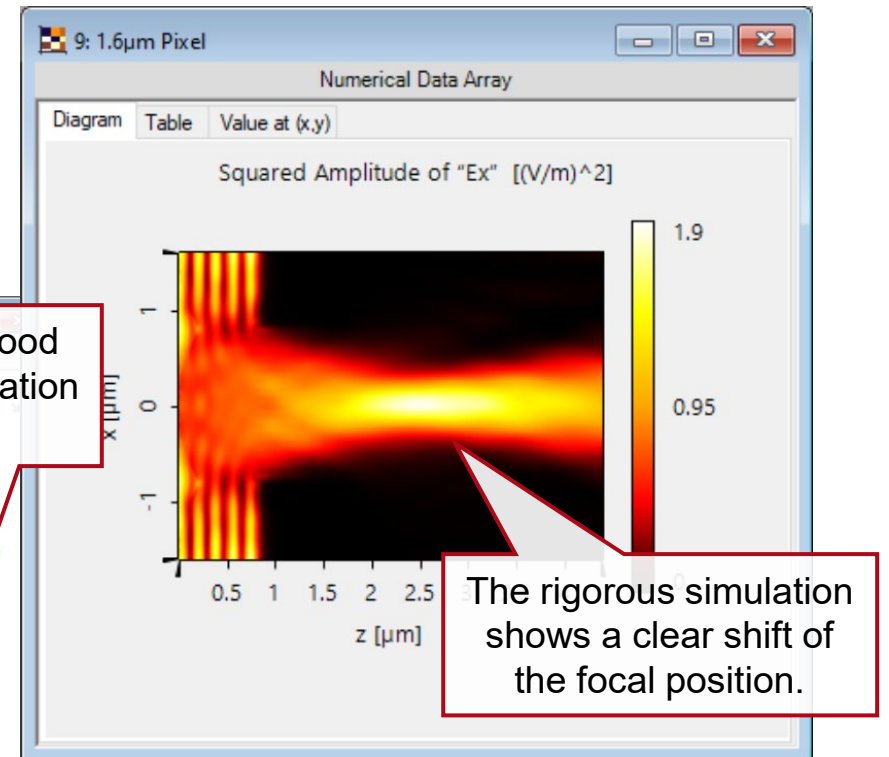 9: 1.6µm Pixel
Numerical Data Array
Diagram Table Value at (x,y)
Squared Amplitude of "Ex" [(V/m)^2]
1.9
0.95
1
0
-1
x [µm]
0.5 1 1.5 2 2.5
z [µm]
The rigorous simulation
shows a clear shift of
the focal position.